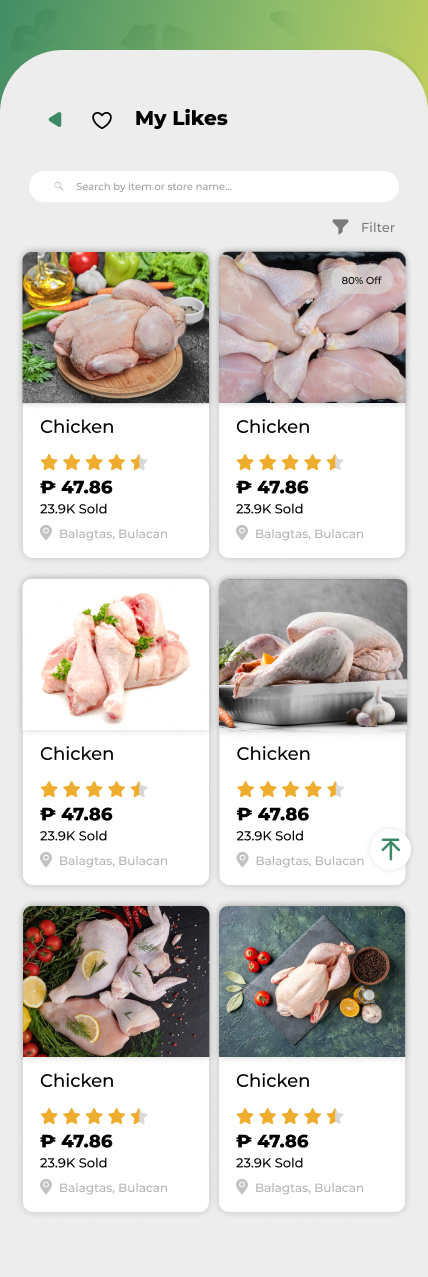 My Likes
Search by item or store name...
Filter
80% Off
Chicken
₱ 47.86
23.9K Sold
Balagtas, Bulacan
Chicken
₱ 47.86
23.9K Sold
Balagtas, Bulacan
Chicken
₱ 47.86
23.9K Sold
Balagtas, Bulacan
Chicken
₱ 47.86
23.9K Sold
Balagtas, Bulacan
Chicken
₱ 47.86
23.9K Sold
Balagtas, Bulacan
Chicken
₱ 47.86
23.9K Sold
Balagtas, Bulacan